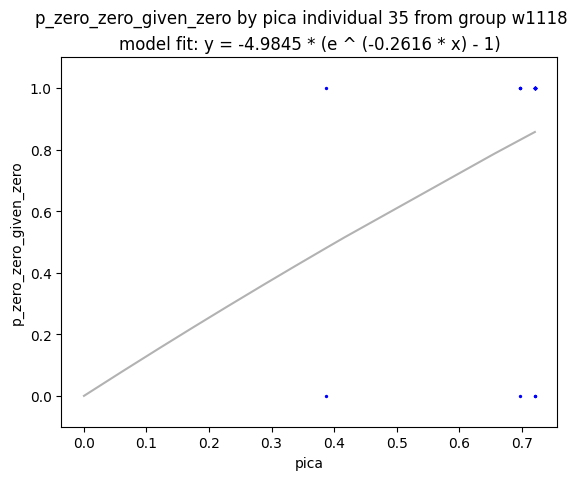 p_zero_zero_given_zero by pica individual 35 from group w1118
model fit: y = -4.9845 * (e ^ (-0.2616 * x) - 1)
1.0
0.8
0.6
0.4
0.2
0.0
p_zero_zero_given_zero
0.0 0.1 0.2 0.3 0.4 0.5 0.6 0.7
pica